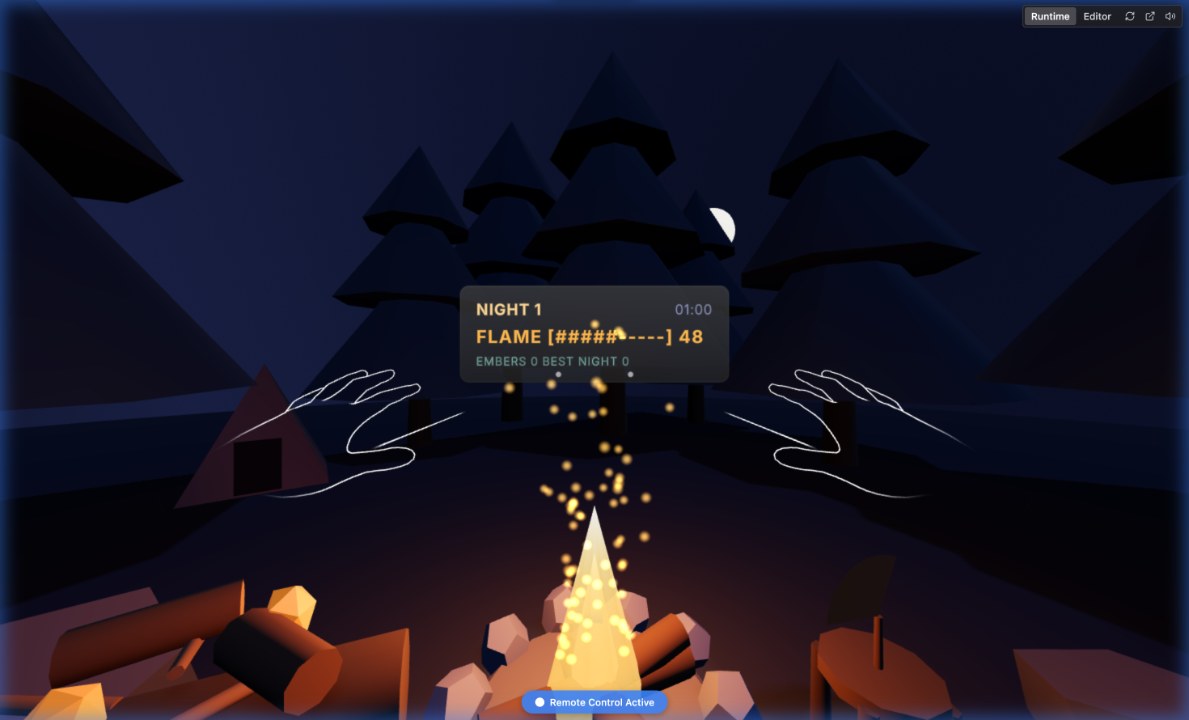 Runtime Editor
NIGHT 1 01:00
FLAME [#####-----] 48
EMBERS 0 BEST NIGHT 0
Remote Control Active